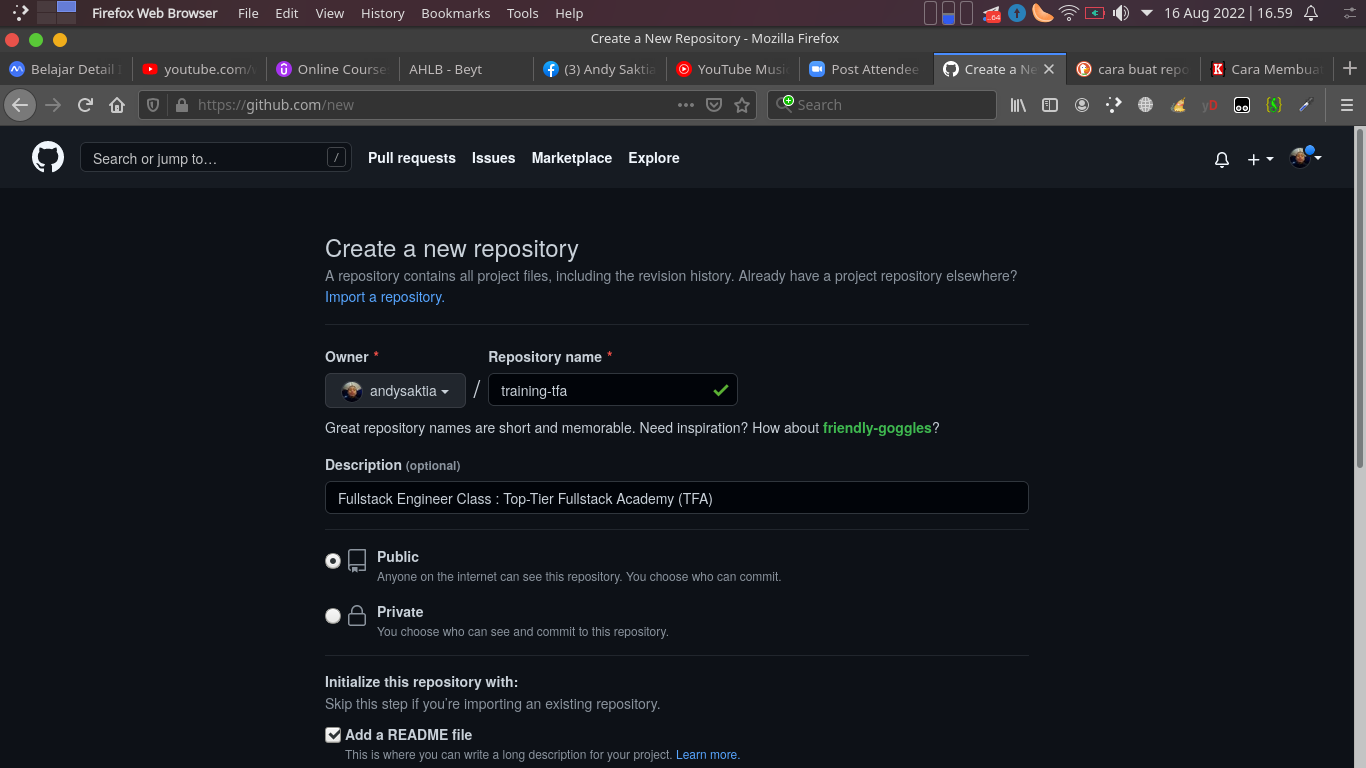 Firefox Web Browser File Edit View History Bookmarks Tools Help 64 16 Aug 2022 | 16.59
Create a New Repository - Mozilla Firefox
Belajar Detail youtube.com/ Online Course AHLB - Beyt (3) Andy Saktia YouTube Musi Post Attendee Create a Ne cara buat repo Cara Membua
https://github.com/new Search yD
Search or jump to… / Pull requests Issues Marketplace Explore
Create a new repository
A repository contains all project files, including the revision history. Already have a project repository elsewhere?
Import a repository.
Owner * Repository name *
andysaktia / training-tfa
Great repository names are short and memorable. Need inspiration? How about friendly-goggles?
Description (optional)
Fullstack Engineer Class : Top-Tier Fullstack Academy (TFA)
Public
Anyone on the internet can see this repository. You choose who can commit.
Private
You choose who can see and commit to this repository.
Initialize this repository with:
Skip this step if you’re importing an existing repository.
Add a README file
This is where you can write a long description for your project. Learn more.